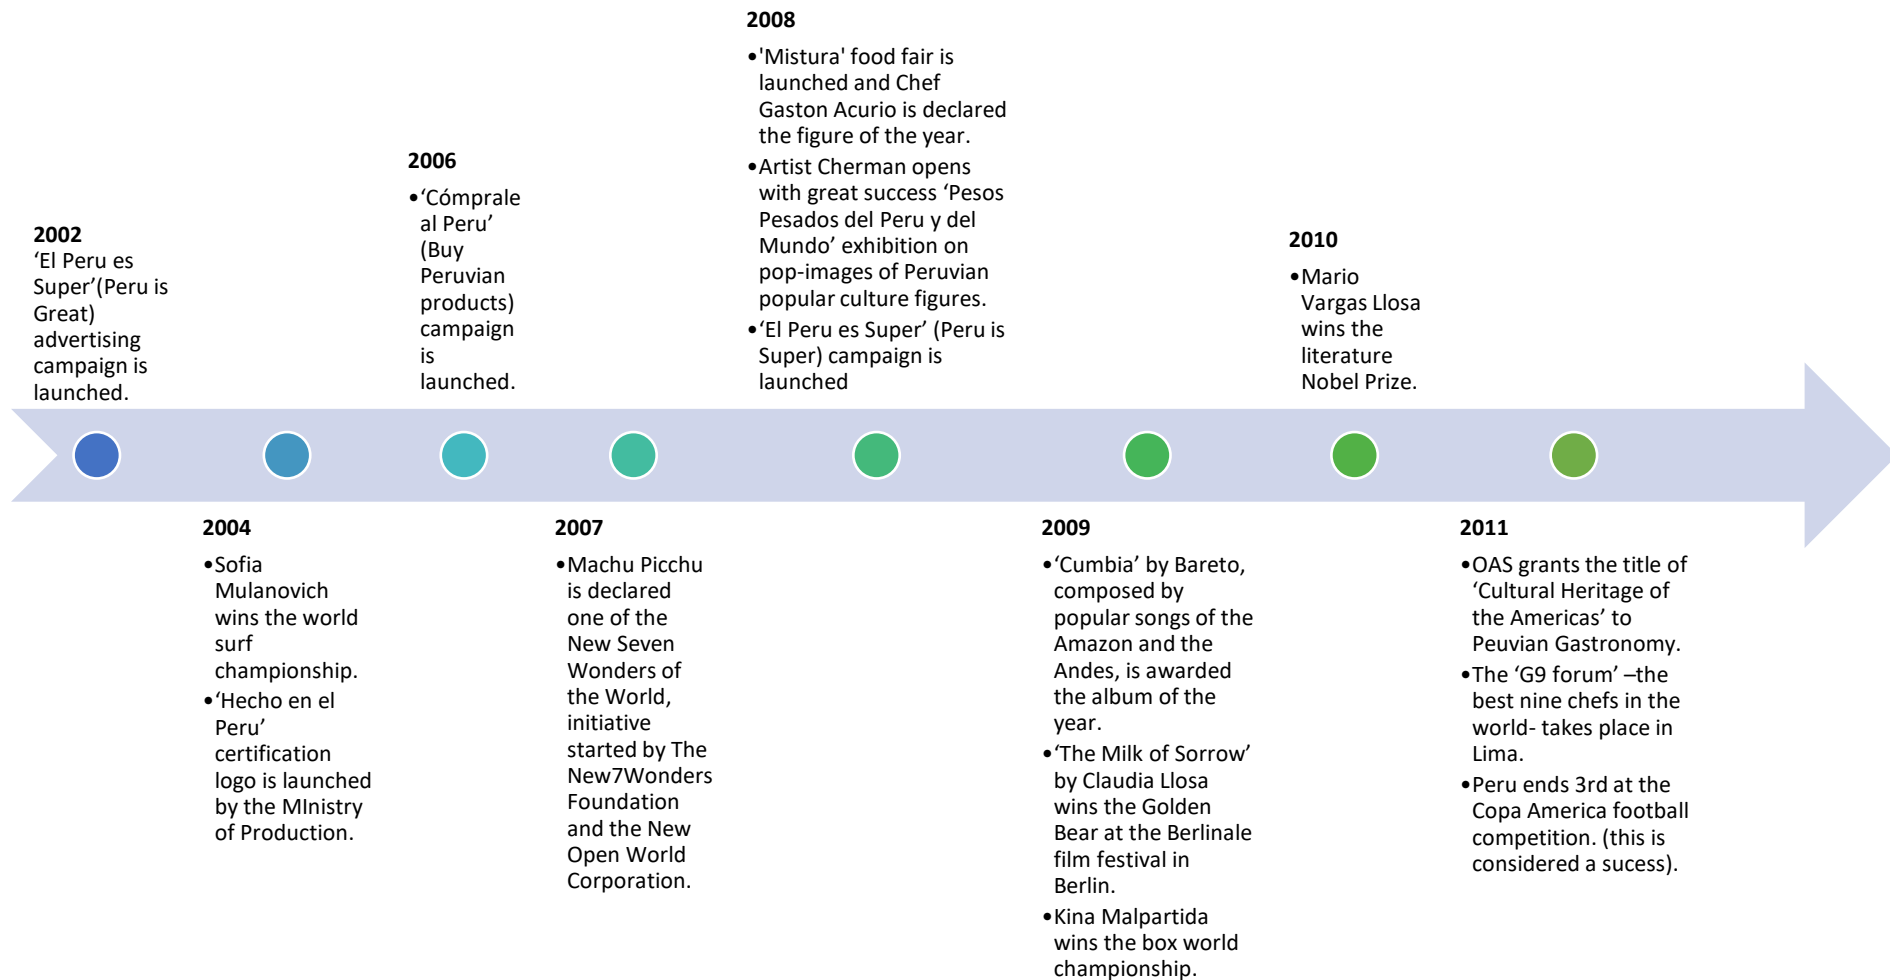 2002
‘El Peru es
Super’(Peru is
Great)
advertising
campaign is
launched.
2004
•Sofia
Mulanovich
wins the world
surf
championship.
•‘Hecho en el
Peru’
certification
logo is launched
by the MInistry
of Production.
2006
•‘Cómprale
al Peru’
(Buy
Peruvian
products)
campaign
is
launched.
2007
•Machu Picchu
is declared
one of the
New Seven
Wonders of
the World,
initiative
started by The
New7Wonders
Foundation
and the New
Open World
Corporation.
2008
•'Mistura' food fair is
launched and Chef
Gaston Acurio is declared
the figure of the year.
•Artist Cherman opens
with great success ‘Pesos
Pesados del Peru y del
Mundo’ exhibition on
pop-images of Peruvian
popular culture figures.
•‘El Peru es Super’ (Peru is
Super) campaign is
launched
2009
•‘Cumbia’ by Bareto,
composed by
popular songs of the
Amazon and the
Andes, is awarded
the album of the
year.
•‘The Milk of Sorrow’
by Claudia Llosa
wins the Golden
Bear at the Berlinale
film festival in
Berlin.
•Kina Malpartida
wins the box world
championship.
2010
•Mario
Vargas Llosa
wins the
literature
Nobel Prize.
2011
•OAS grants the title of
‘Cultural Heritage of
the Americas’ to
Peuvian Gastronomy.
•The ‘G9 forum’ –the
best nine chefs in the
world- takes place in
Lima.
•Peru ends 3rd at the
Copa America football
competition. (this is
considered a sucess).